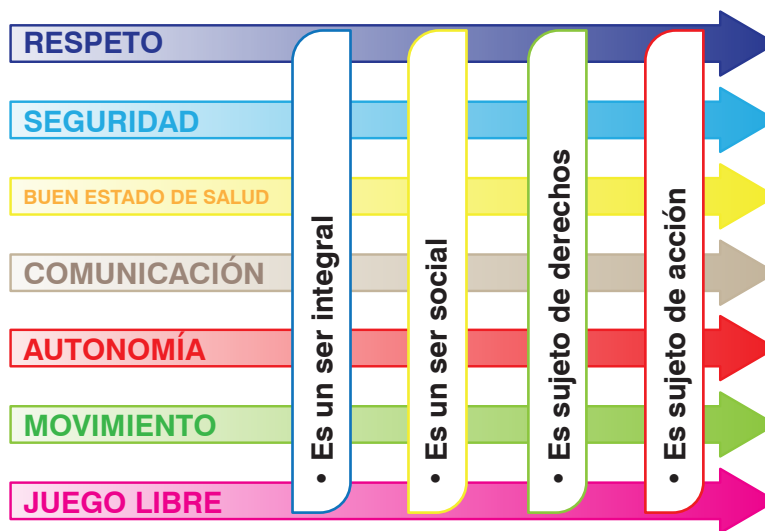 RESPETO
SEGURIDAD
BUEN ESTADO DE SALUD
COMUNICACIÓN
AUTONOMÍA
MOVIMIENTO
JUEGO LIBRE
• Es un ser integral
• Es un ser social
• Es sujeto de derechos
• Es sujeto de acción